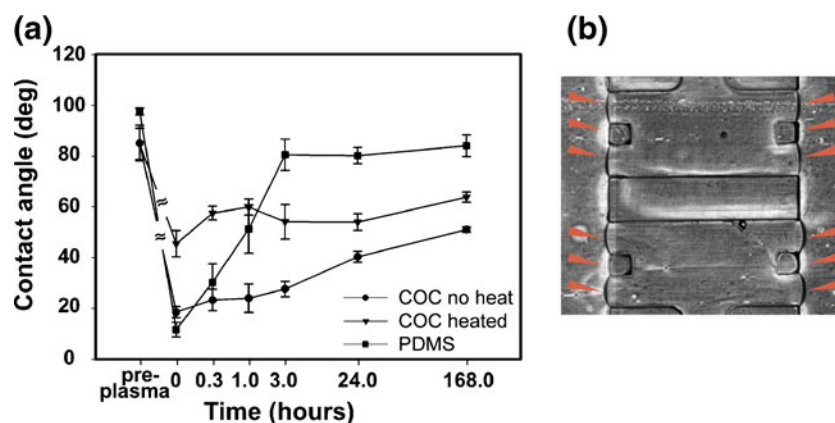 (a)
Contact angle (deg)
120
100
80
60
40
20
0
COC no heat
COC heated
PDMS
pre-
plasma
0
0.3
1.0
3.0
24.0
168.0
Time (hours)
(b)